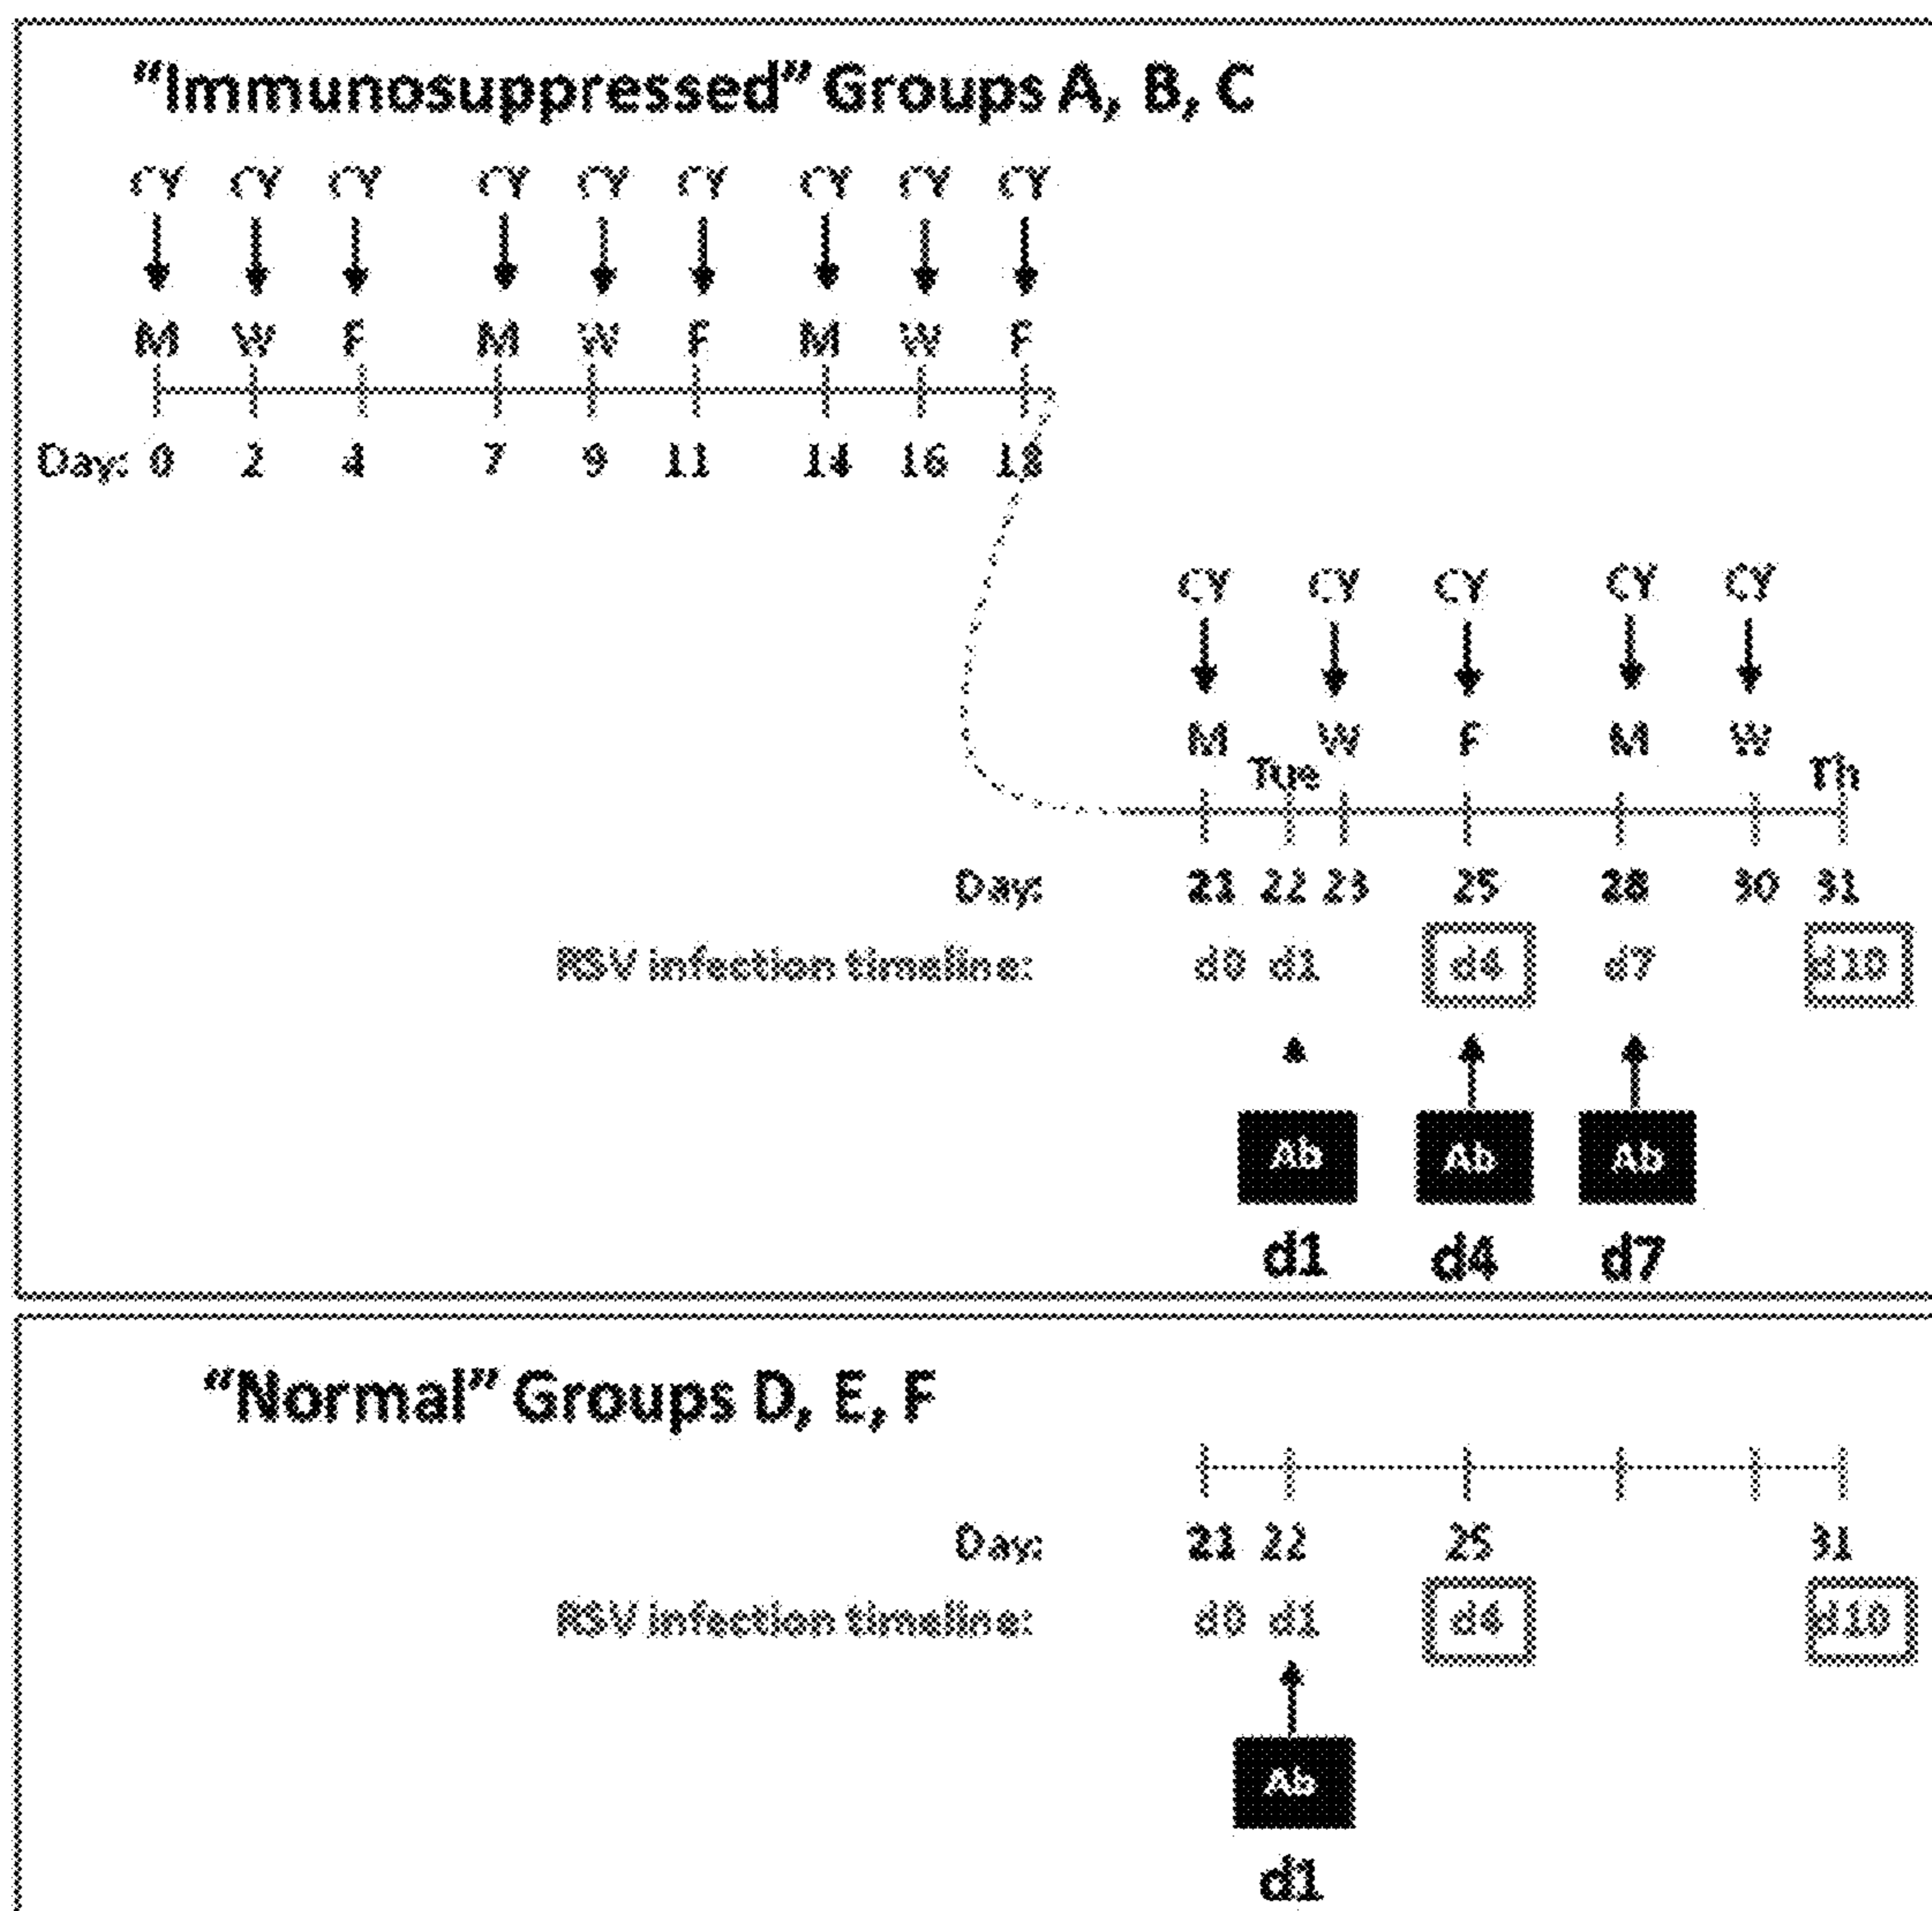 "Immunosuppressed" Groups A, B, C
CY CY CY CY CY CY CY CY CY
M W F M W F M W F
Day: 0 2 4 7 9 11 14 16 18
CY CY CY CY CY
M W F M W
Tue Th
Day: 21 22 23 25 28 30 31
RSV infection timeline: d0 d1 d4 d7 d10
Ab Ab Ab
d1 d4 d7
"Normal" Groups D, E, F
Day: 21 22 25 31
RSV infection timeline: d0 d1 d4 d10
Ab
d1